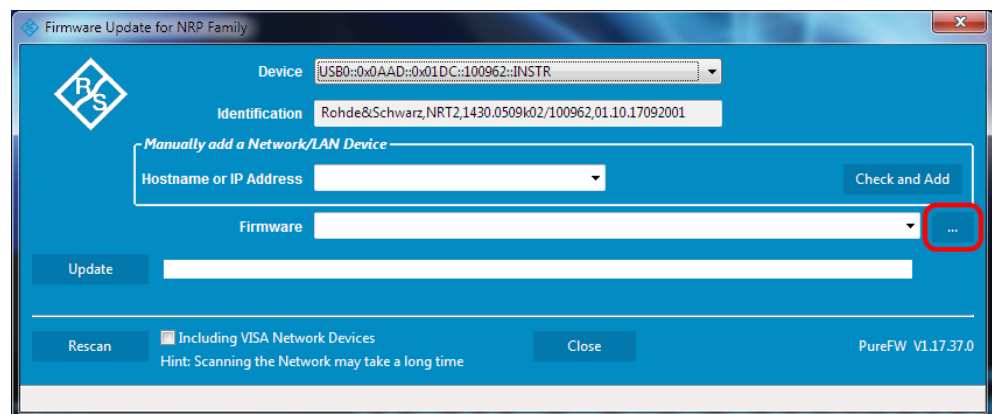 Firmware Update for NRP Family
X
R
S
Device
USB0::0x0AAD::0x01DC::100962::INSTR
Identification
Rohde&Schwarz,NRT2,1430.0509k02/100962,01.10.17092001
Manually add a Network/LAN Device
Hostname or IP Address
Check and Add
Firmware
...
Update
Rescan
Including VISA Network Devices
Hint: Scanning the Network may take a long time
Close
PureFW V1.17.37.0